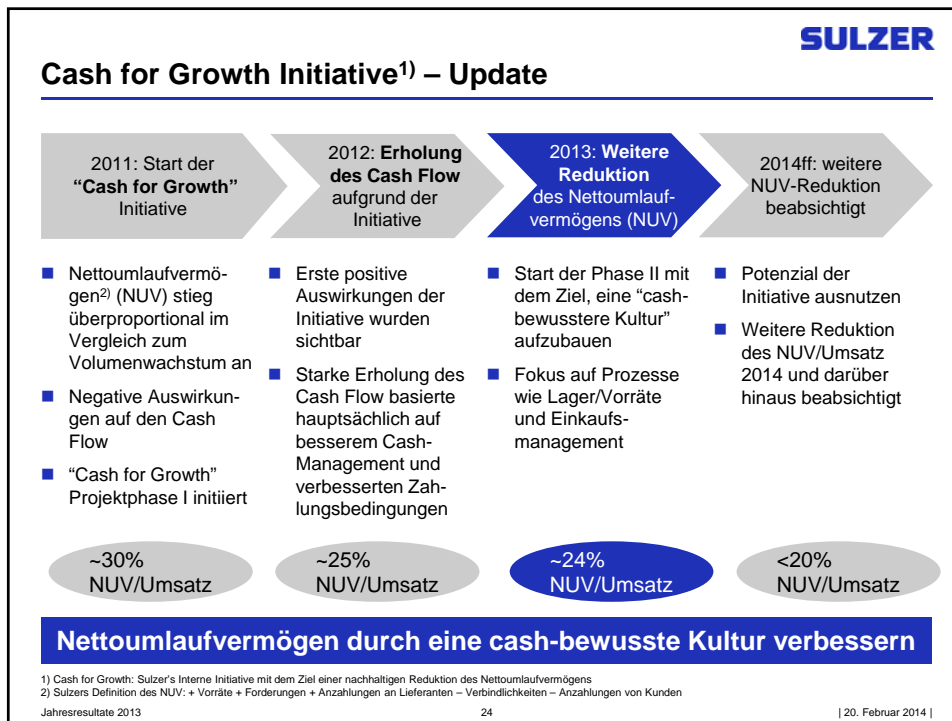 SULZER
Cash for Growth Initiative1) – Update
2011: Start der
“Cash for Growth”
Initiative
2012: Erholung
des Cash Flow
aufgrund der
Initiative
2013: Weitere
Reduktion
des Nettoumlauf-
vermögens (NUV)
2014ff: weitere
NUV-Reduktion
beabsichtigt
Nettoumlaufvermö-
gen2) (NUV) stieg
überproportional im
Vergleich zum
Volumenwachstum an
Negative Auswirkun-
gen auf den Cash
Flow
“Cash for Growth”
Projektphase I initiiert
Erste positive
Auswirkungen der
Initiative wurden
sichtbar
Starke Erholung des
Cash Flow basierte
hauptsächlich auf
besserem Cash-
Management und
verbesserten Zah-
lungsbedingungen
Start der Phase II mit
dem Ziel, eine “cash-
bewusstere Kultur”
aufzubauen
Fokus auf Prozesse
wie Lager/Vorräte
und Einkaufs-
management
Potenzial der
Initiative ausnutzen
Weitere Reduktion
des NUV/Umsatz
2014 und darüber
hinaus beabsichtigt
~30%
NUV/Umsatz
~25%
NUV/Umsatz
~24%
NUV/Umsatz
<20%
NUV/Umsatz
Nettoumlaufvermögen durch eine cash-bewusste Kultur verbessern
1) Cash for Growth: Sulzer’s Interne Initiative mit dem Ziel einer nachhaltigen Reduktion des Nettoumlaufvermögens
2) Sulzers Definition des NUV: + Vorräte + Forderungen + Anzahlungen an Lieferanten – Verbindlichkeiten – Anzahlungen von Kunden
Jahresresultate 2013 24 | 20. Februar 2014 |